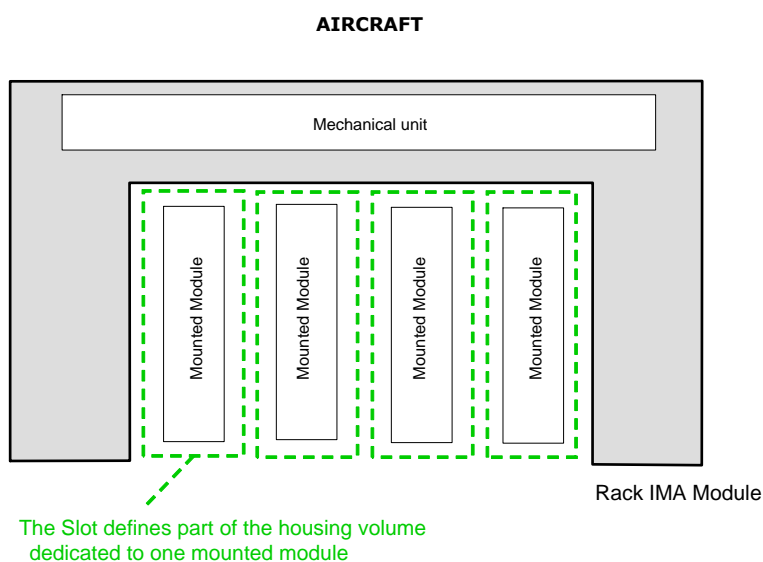 AIRCRAFT
Mechanical unit
Mounted Module
Mounted Module
Mounted Module
Mounted Module
Rack IMA Module
The Slot defines part of the housing volume
dedicated to one mounted module